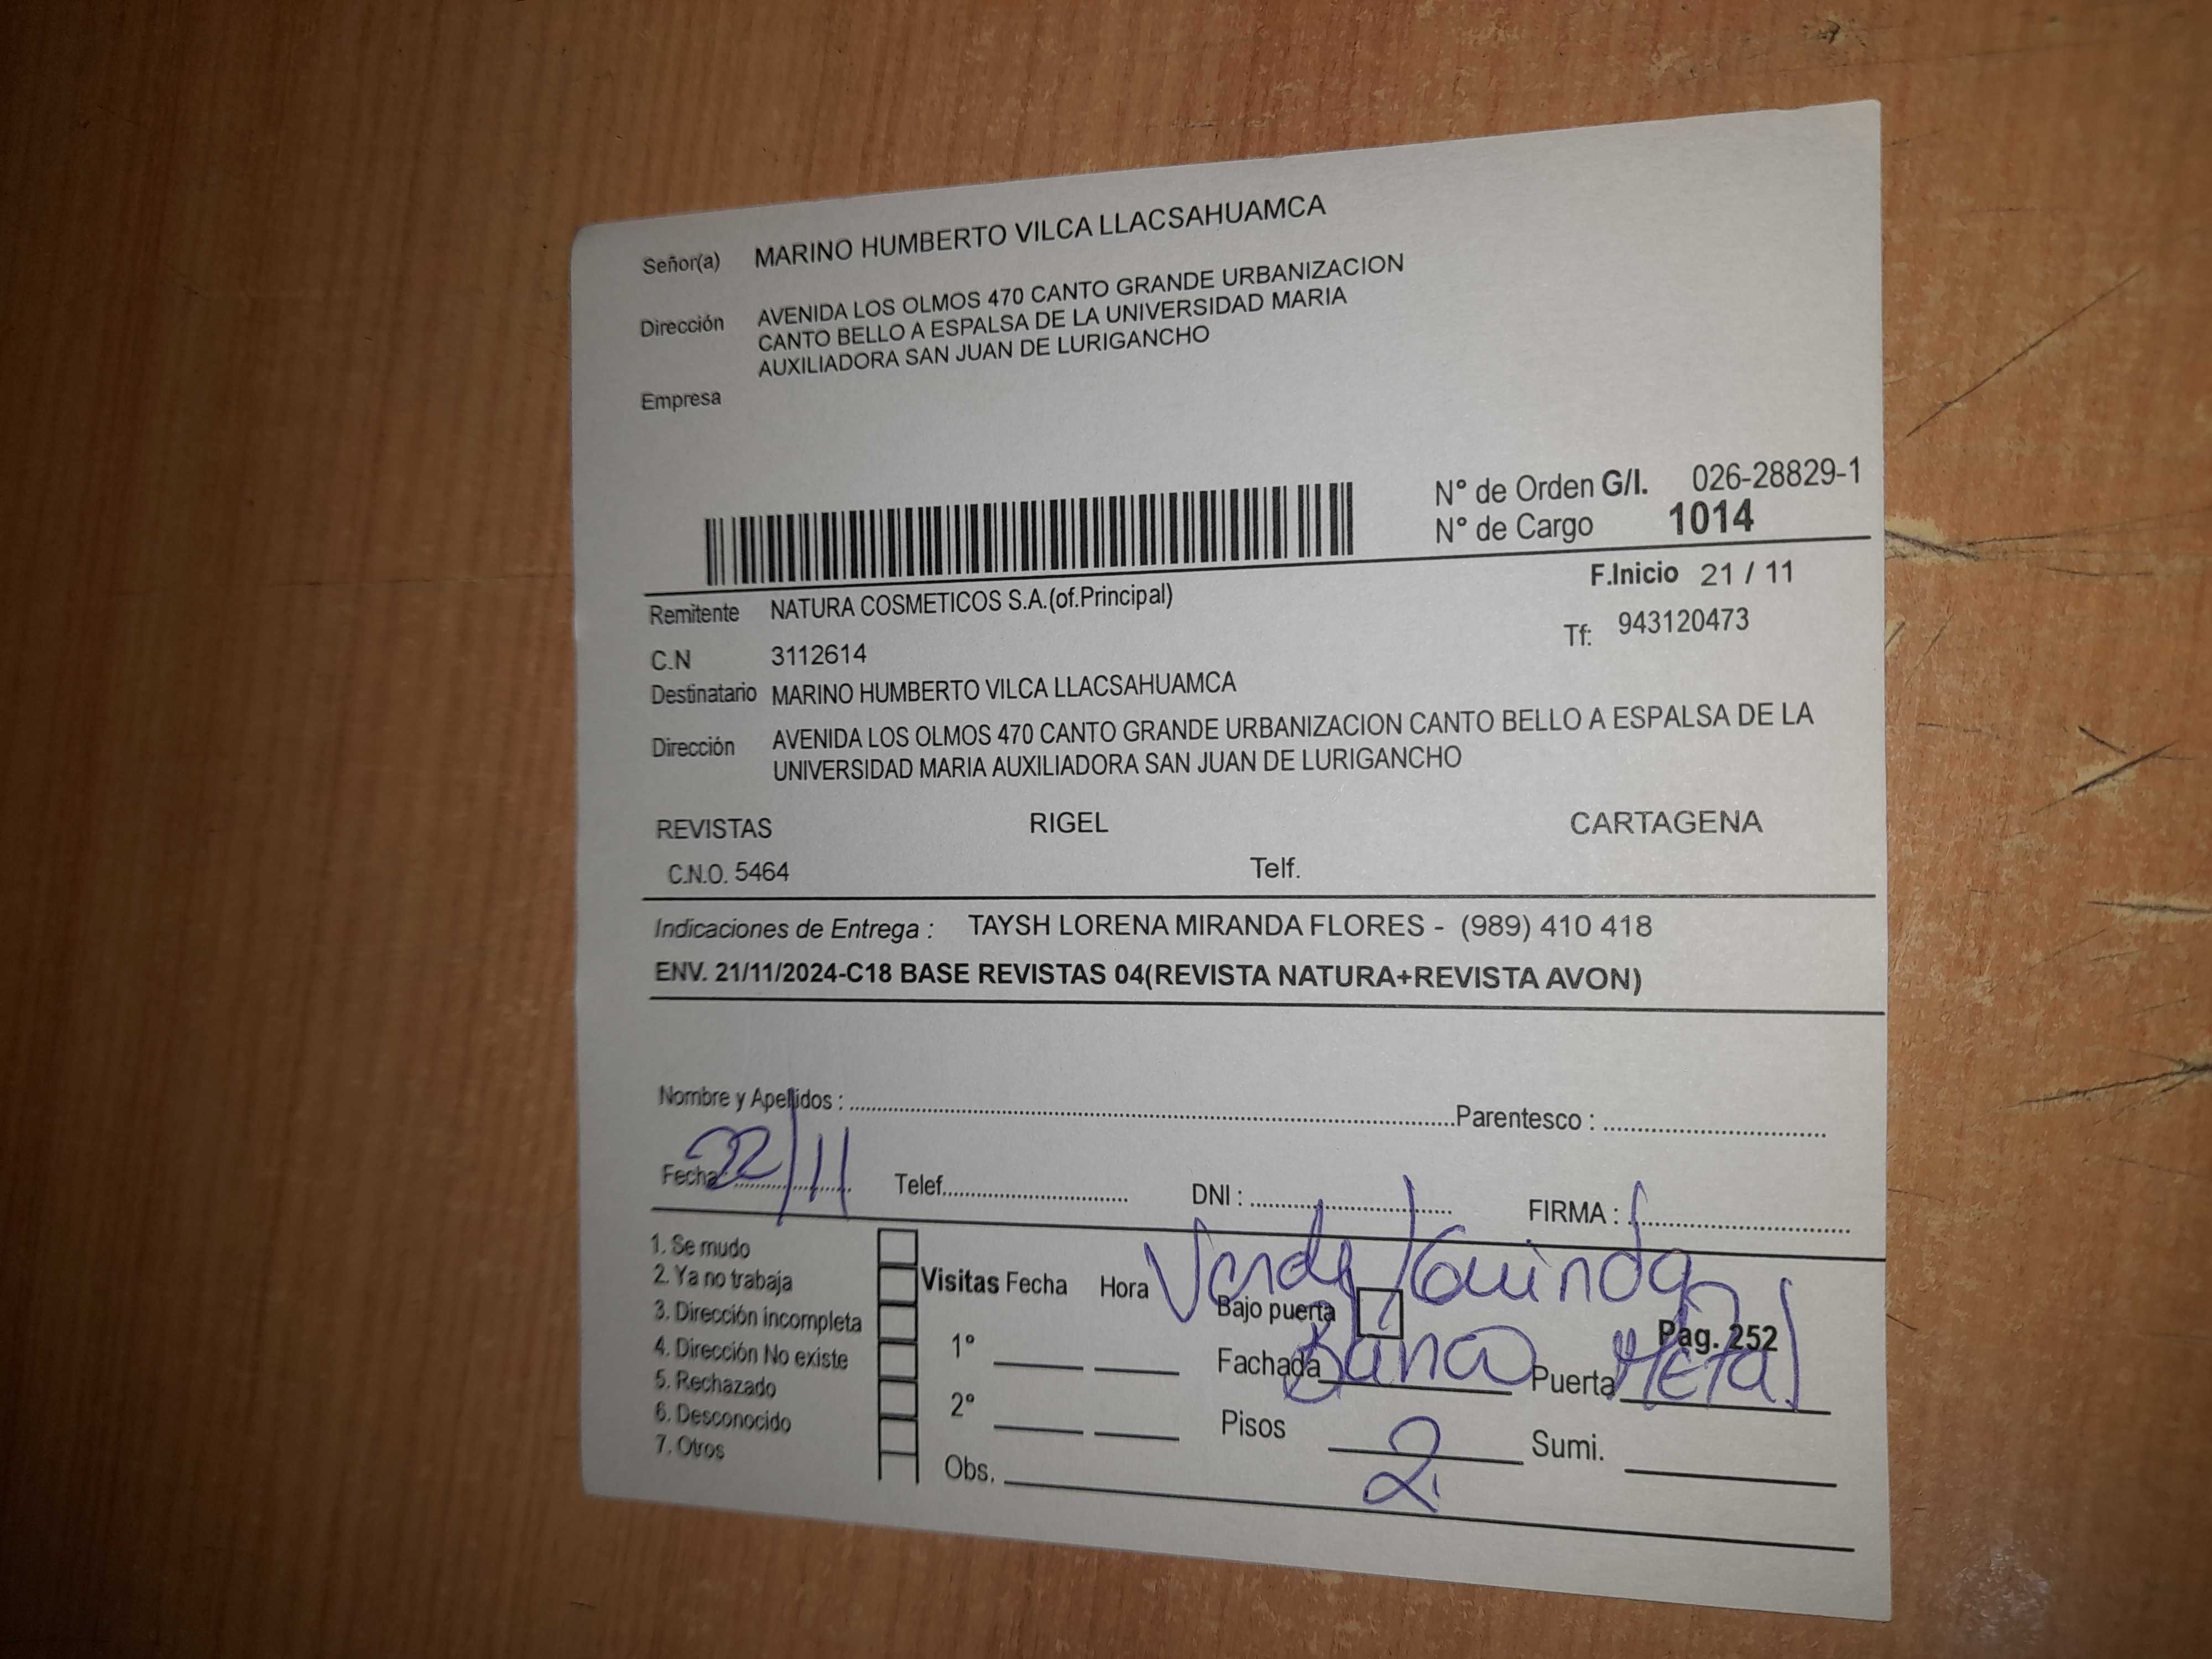 Señor(a) MARINO HUMBERTO VILCA LLACSAHUAMCA
Dirección AVENIDA LOS OLMOS 470 CANTO GRANDE URBANIZACION
CANTO BELLO A ESPALSA DE LA UNIVERSIDAD MARIA
AUXILIADORA SAN JUAN DE LURIGANCHO
Empresa
N° de Orden G/I. 026-28829-1
N° de Cargo 1014
F.Inicio 21 / 11
Remitente NATURA COSMETICOS S.A.(of.Principal)
Tf: 943120473
C.N 3112614
Destinatario MARINO HUMBERTO VILCA LLACSAHUAMCA
Dirección AVENIDA LOS OLMOS 470 CANTO GRANDE URBANIZACION CANTO BELLO A ESPALSA DE LA
UNIVERSIDAD MARIA AUXILIADORA SAN JUAN DE LURIGANCHO
REVISTAS RIGEL CARTAGENA
C.N.O. 5464 Telf.
Indicaciones de Entrega : TAYSH LORENA MIRANDA FLORES - (989) 410 418
ENV. 21/11/2024-C18 BASE REVISTAS 04(REVISTA NATURA+REVISTA AVON)
Nombre y Apellidos : Parentesco :
Fecha 22/11 Telef. DNI : FIRMA :
Verde/Guinda
1. Se mudo
2. Ya no trabaja Visitas Fecha Hora Bajo puerta
3. Dirección incompleta Pag. 252
4. Dirección No existe 1° Fachada Blanco Puerta Metal
5. Rechazado
6. Desconocido 2° Pisos 2 Sumi.
7. Otros Obs.